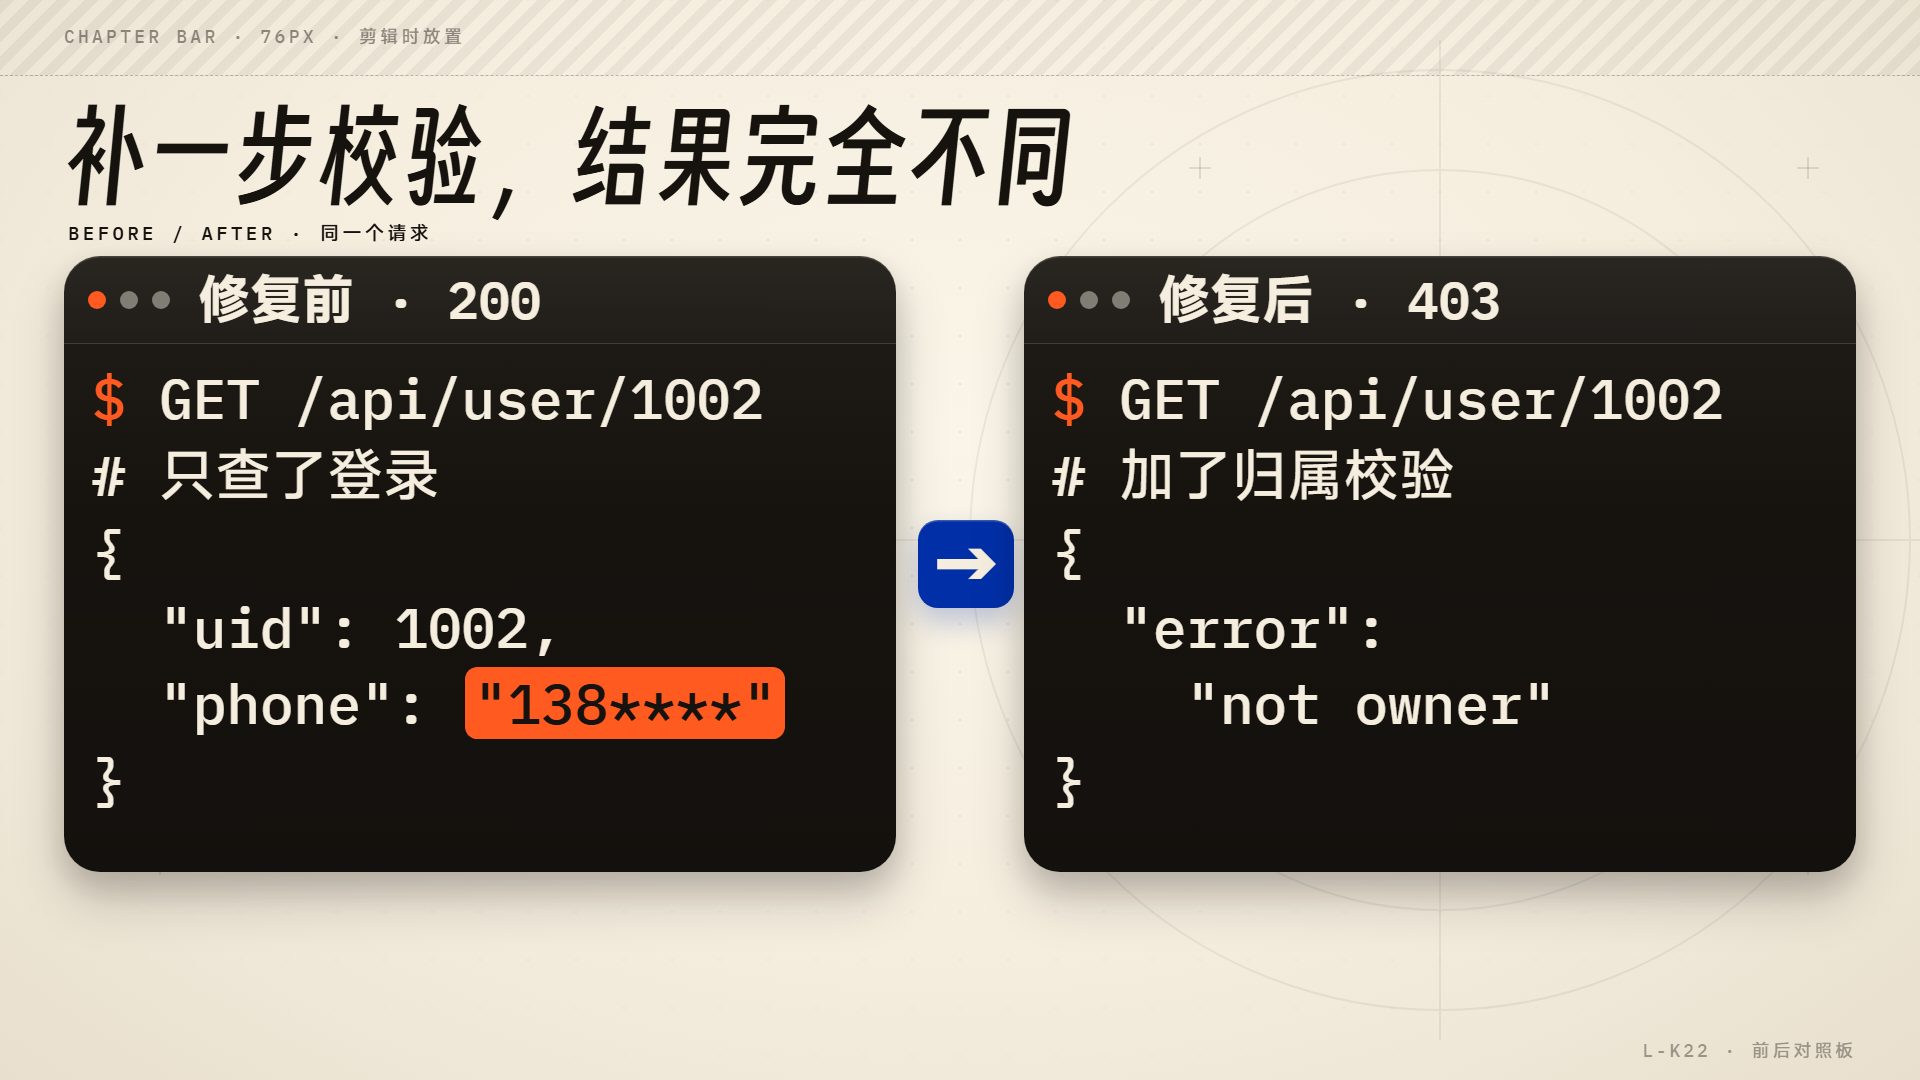 CHAPTER BAR · 76PX · 剪辑时放置
补一步校验，结果完全不同
BEFORE / AFTER · 同一个请求
修复前 · 200
$ GET /api/user/1002
# 只查了登录
{
"uid": 1002,
"phone": "138****"
}
→
修复后 · 403
$ GET /api/user/1002
# 加了归属校验
{
"error":
"not owner"
}
L-K22 · 前后对照板